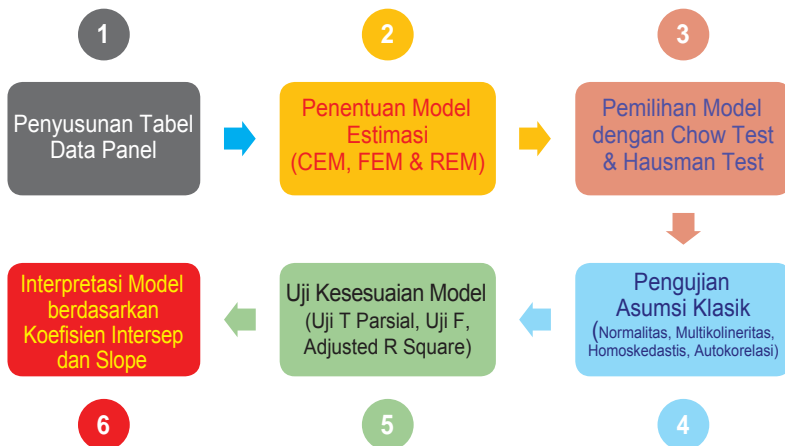 1
Penyusunan Tabel
Data Panel
2
Penentuan Model
Estimasi
(CEM, FEM & REM)
3
Pemilihan Model
dengan Chow Test
& Hausman Test
Pengujian
Asumsi Klasik
(Normalitas, Multikolineritas,
Homoskedastis, Autokorelasi)
4
Uji Kesesuaian Model
(Uji T Parsial, Uji F,
Adjusted R Square)
5
Interpretasi Model
berdasarkan
Koefisien Intersep
dan Slope
6